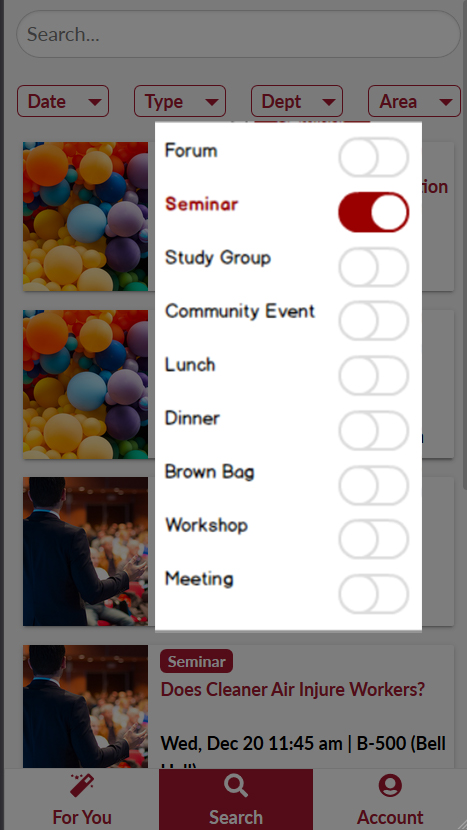 Search...
Date
Type
Dept
Area
Forum
tion
Seminar
Study Group
Community Event
Lunch
Dinner
Brown Bag
Workshop
Meeting
Seminar
Does Cleaner Air Injure Workers?
Wed, Dec 20 11:45 am | B-500 (Bell
Hall)
For You
Search
Account